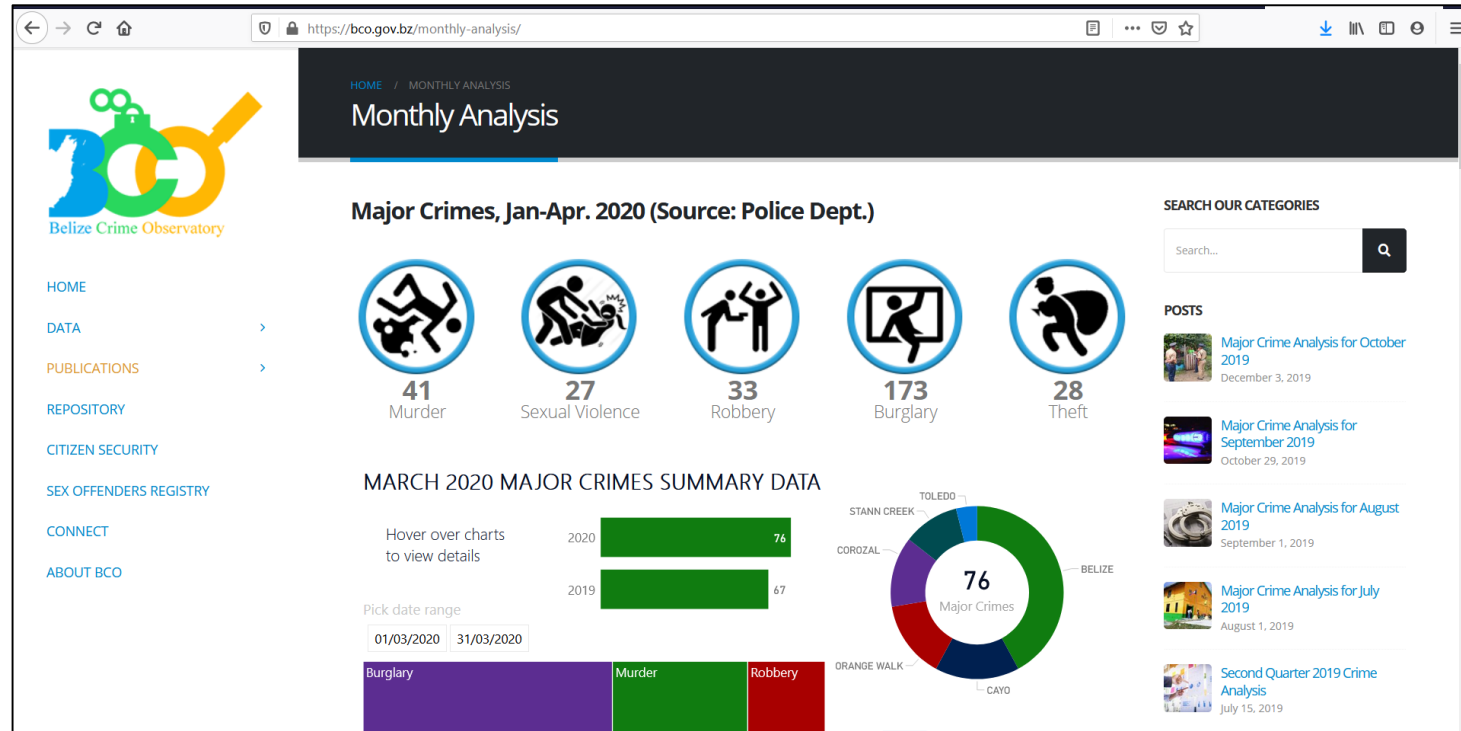 https://bco.gov.bz/monthly-analysis/
BCO
Belize Crime Observatory
HOME
DATA
PUBLICATIONS
REPOSITORY
CITIZEN SECURITY
SEX OFFENDERS REGISTRY
CONNECT
ABOUT BCO
HOME / MONTHLY ANALYSIS
Monthly Analysis
Major Crimes, Jan-Apr. 2020 (Source: Police Dept.)
41
Murder
27
Sexual Violence
33
Robbery
173
Burglary
28
Theft
MARCH 2020 MAJOR CRIMES SUMMARY DATA
Hover over charts
to view details
Pick date range
01/03/2020 31/03/2020
2020 76
2019 67
TOLEDO
STANN CREEK
COROZAL
BELIZE
ORANGE WALK
CAYO
76
Major Crimes
Burglary
Murder
Robbery
SEARCH OUR CATEGORIES
Search...
POSTS
Major Crime Analysis for October
2019
December 3, 2019
Major Crime Analysis for
September 2019
October 29, 2019
Major Crime Analysis for August
2019
September 1, 2019
Major Crime Analysis for July
2019
August 1, 2019
Second Quarter 2019 Crime
Analysis
July 15, 2019